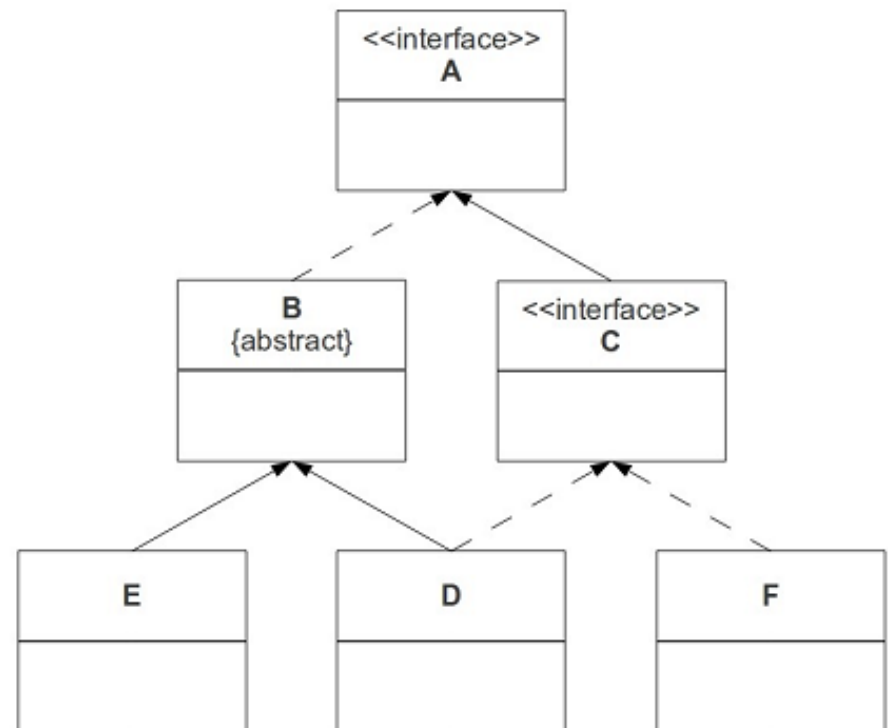 <<interface>>
A
B
{abstract}
<<interface>>
C
E
D
F